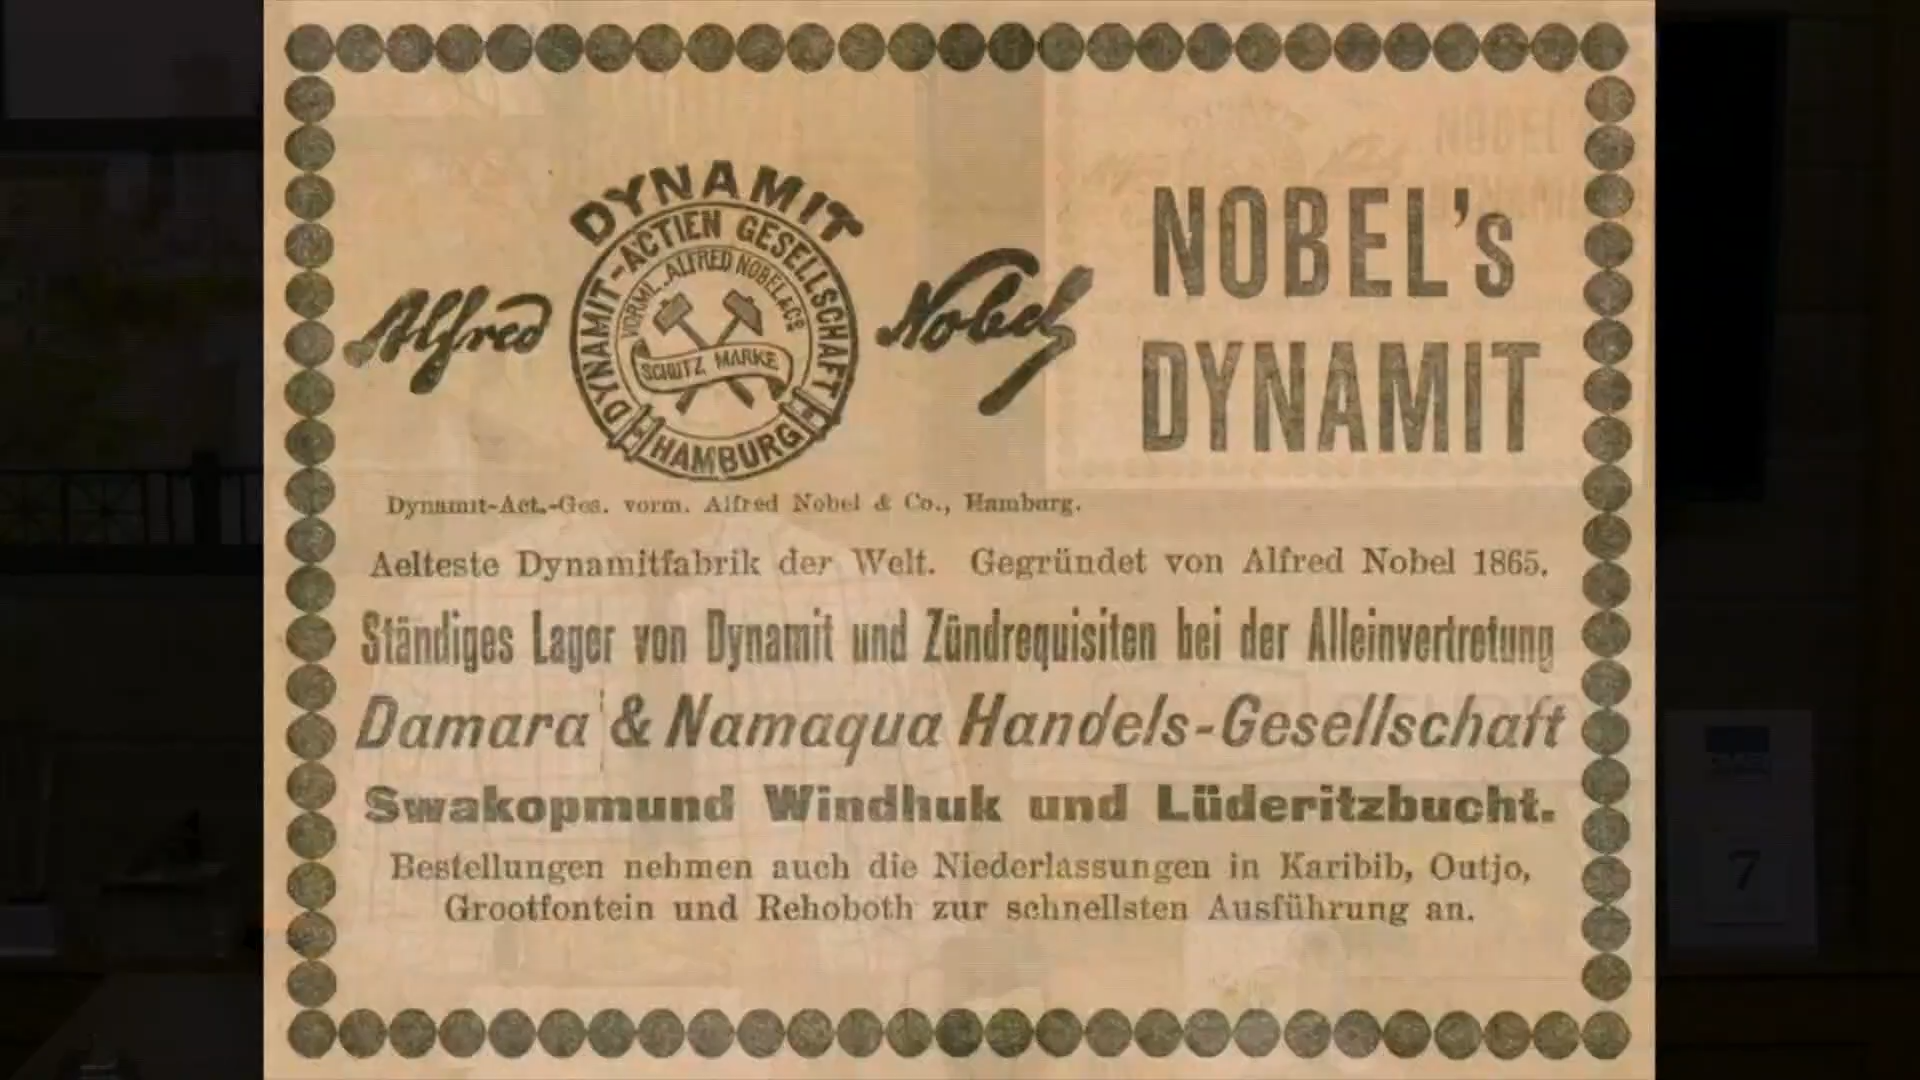 DYNAMIT
DYNAMIT-ACTIEN GESELLSCHAFT
VORML. ALFRED NOBEL & Co
SCHUTZ MARKE
HAMBURG
Alfred Nobel
NOBEL's
DYNAMIT
Dynamit-Act.-Ges. vorm. Alfred Nobel & Co., Hamburg.
Aelteste Dynamitfabrik der Welt. Gegründet von Alfred Nobel 1865.
Ständiges Lager von Dynamit und Zündrequisiten bei der Alleinvertretung
Damara & Namaqua Handels-Gesellschaft
Swakopmund Windhuk und Lüderitzbucht.
Bestellungen nehmen auch die Niederlassungen in Karibib, Outjo,
Grootfontein und Rehoboth zur schnellsten Ausführung an.
7